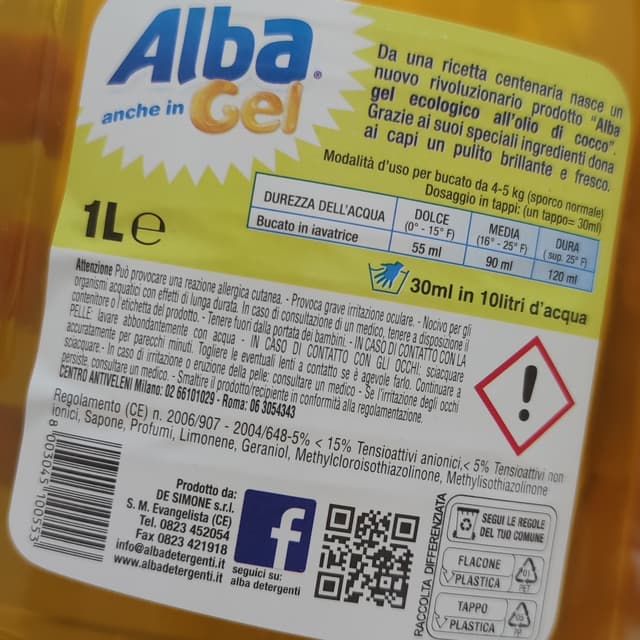 Alba®
anche in Gel
Da una ricetta centenaria nasce un
nuovo rivoluzionario prodotto "Alba
gel ecologico all'olio di cocco".
Grazie ai suoi speciali ingredienti dona
ai capi un pulito brillante e fresco.
Modalità d'uso per bucato da 4-5 kg (sporco normale)
Dosaggio in tappi: (un tappo= 30ml)
DUREZZA DELL'ACQUA DOLCE (0° - 15° F) MEDIA (16° - 25° F) DURA ( sup. 25° F)
Bucato in lavatrice 55 ml 90 ml 120 ml
1L e
30ml in 10litri d'acqua
Attenzione Può provocare una reazione allergica cutanea. - Provoca grave irritazione oculare. - Nocivo per gli
organismi acquatici con effetti di lunga durata. In caso di consultazione di un medico, tenere a disposizione il
contenitore o l'etichetta del prodotto. - Tenere fuori dalla portata dei bambini. - IN CASO DI CONTATTO CON LA
PELLE: lavare abbondantemente con acqua - IN CASO DI CONTATTO CON GLI OCCHI: sciacquare
accuratamente per parecchi minuti. Togliere le eventuali lenti a contatto se è agevole farlo. Continuare a
sciacquare - In caso di irritazione o eruzione della pelle: consultare un medico - Se l'irritazione degli occhi
persiste, consultare un medico. - Smaltire il prodotto/recipiente in conformità alla regolamentazione.
CENTRO ANTIVELENI Milano: 02 66101029 - Roma: 06 3054343
Regolamento (CE) n. 2006/907 - 2004/648-5% < 15% Tensioattivi anionici,< 5% Tensioattivi non
ionici, Sapone, Profumi, Limonene, Geraniol, Methylcloroisothiazolinone, Methylisothiazolinone
8 003045 100553
Prodotto da:
DE SIMONE s.r.l.
S. M. Evangelista (CE)
Tel. 0823 452054
Fax 0823 421918
info@albadetergenti.it
www.albadetergenti.it
f
seguici su:
alba detergenti
RACCOLTA DIFFERENZIATA
SEGUI LE REGOLE
DEL TUO COMUNE
FLACONE
PLASTICA
01
PET
TAPPO
PLASTICA
05
PP